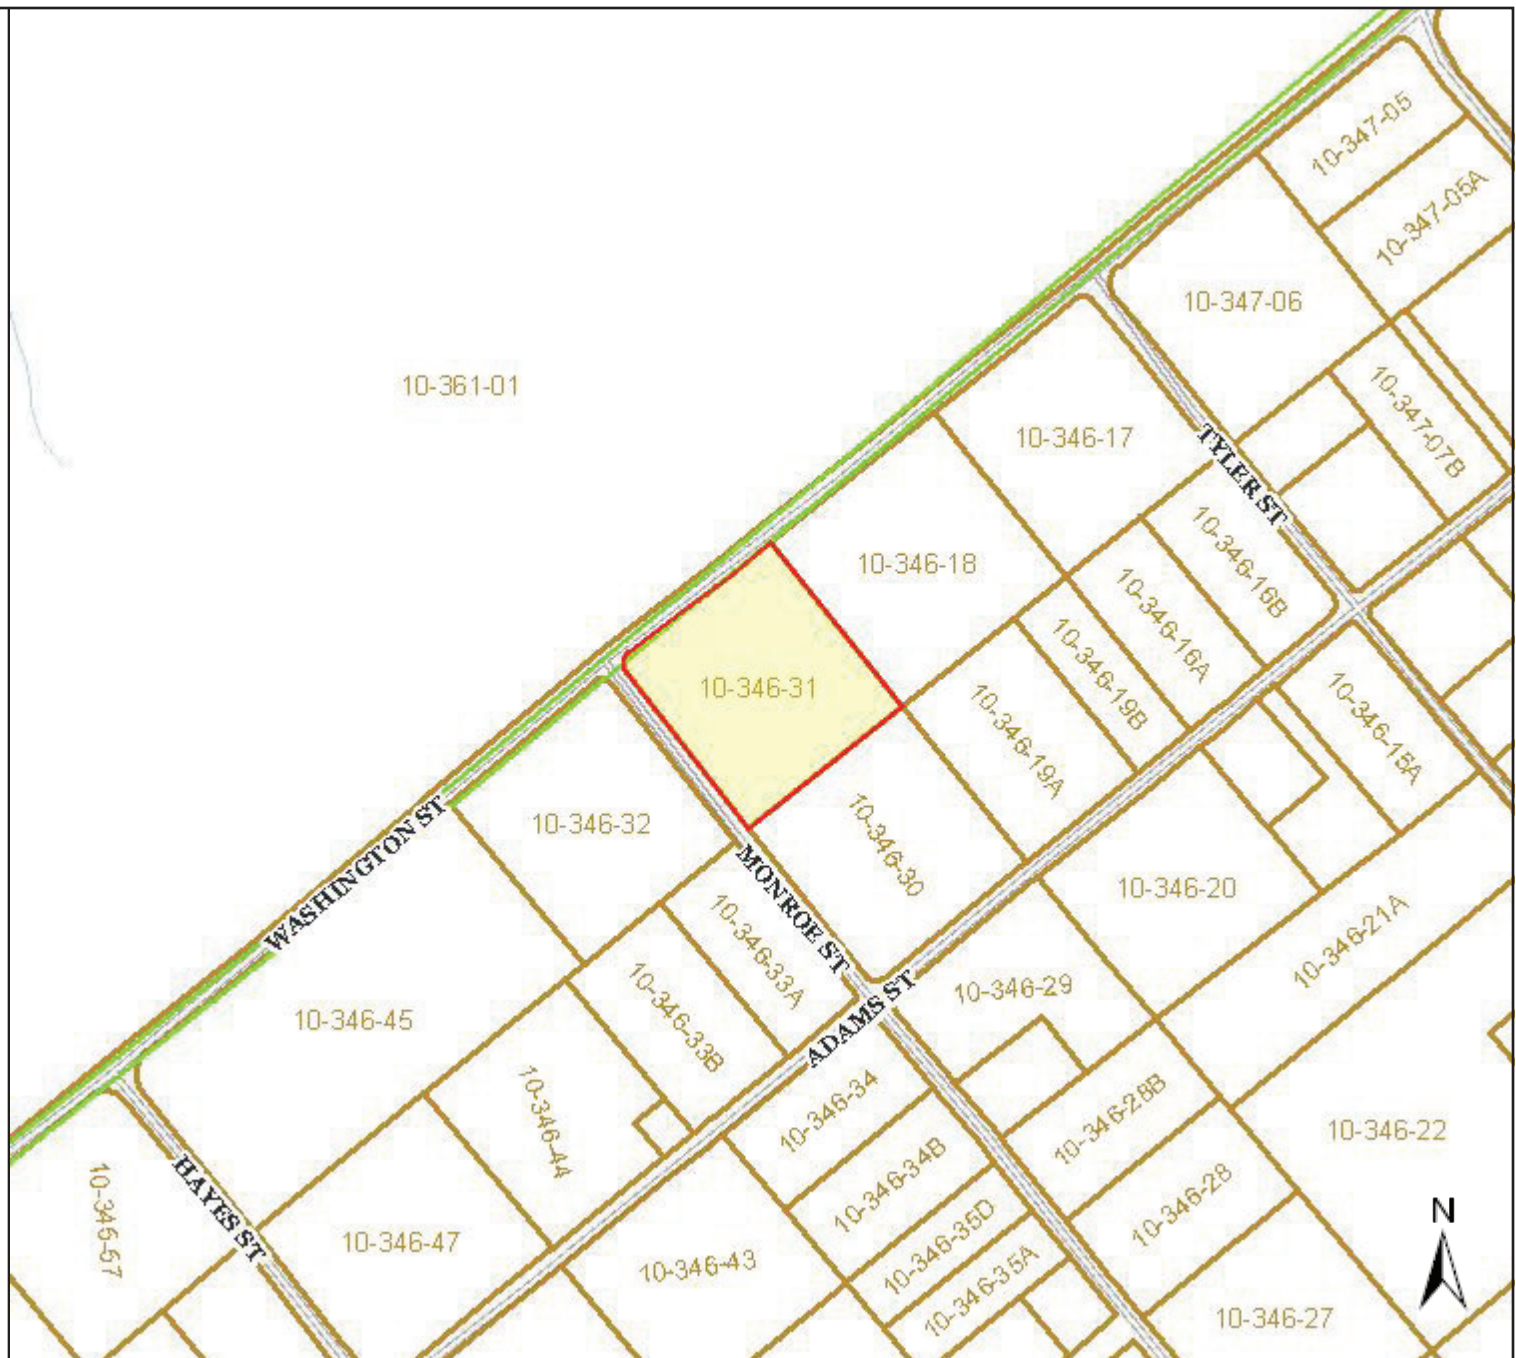 10-347-05
10-347-05A
10-347-06
10-361-01
10-347-07B
10-346-17
TYLER ST
10-346-18
10-346-16B
10-346-16A
10-346-19B
10-346-31
10-346-19A
10-346-15A
10-346-32
10-346-30
WASHINGTON ST
MONROE ST
10-346-20
10-346-21A
10-346-33A
10-346-29
10-346-33B
10-346-45
ADAMS ST
10-346-34
10-346-44
10-346-28B
10-346-22
10-346-34B
10-346-28
10-345-57
HAYES ST
10-346-47
10-346-35D
10-346-43
10-346-35A
N
10-346-27